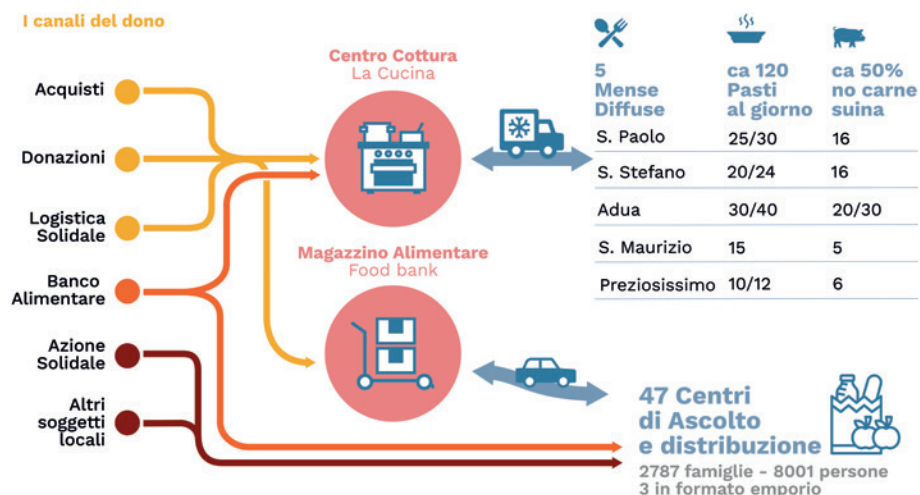 I canali del dono
Acquisti
Donazioni
Logistica
Solidale
Banco
Alimentare
Azione
Solidale
Altri
soggetti
locali
Centro Cottura
La Cucina
Magazzino Alimentare
Food bank
5
Mense
Diffuse
ca 120
Pasti
al giorno
ca 50%
no carne
suina
S. Paolo 25/30 16
S. Stefano 20/24 16
Adua 30/40 20/30
S. Maurizio 15 5
Preziosissimo 10/12 6
47 Centri
di Ascolto
e distribuzione
2787 famiglie - 8001 persone
3 in formato emporio